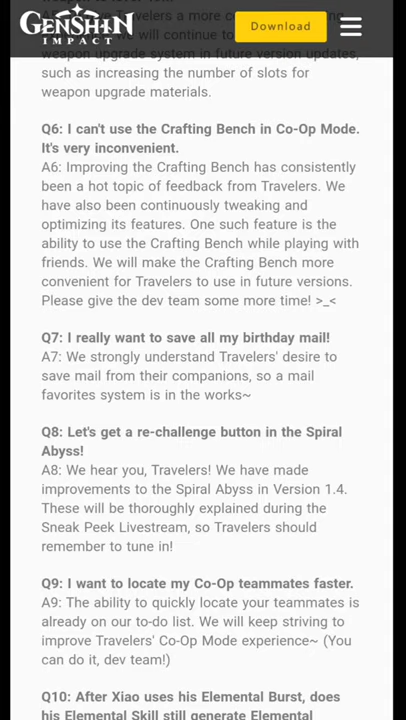 GENSHIN
IMPACT
Download
weapon upgrade system in future version updates,
such as increasing the number of slots for
weapon upgrade materials.
Q6: I can't use the Crafting Bench in Co-Op Mode.
It's very inconvenient.
A6: Improving the Crafting Bench has consistently
been a hot topic of feedback from Travelers. We
have also been continuously tweaking and
optimizing its features. One such feature is the
ability to use the Crafting Bench while playing with
friends. We will make the Crafting Bench more
convenient for Travelers to use in future versions.
Please give the dev team some more time! >_<
Q7: I really want to save all my birthday mail!
A7: We strongly understand Travelers' desire to
save mail from their companions, so a mail
favorites system is in the works~
Q8: Let's get a re-challenge button in the Spiral
Abyss!
A8: We hear you, Travelers! We have made
improvements to the Spiral Abyss in Version 1.4.
These will be thoroughly explained during the
Sneak Peek Livestream, so Travelers should
remember to tune in!
Q9: I want to locate my Co-Op teammates faster.
A9: The ability to quickly locate your teammates is
already on our to-do list. We will keep striving to
improve Travelers' Co-Op Mode experience~ (You
can do it, dev team!)
Q10: After Xiao uses his Elemental Burst, does
his Elemental Skill still generate Elemental